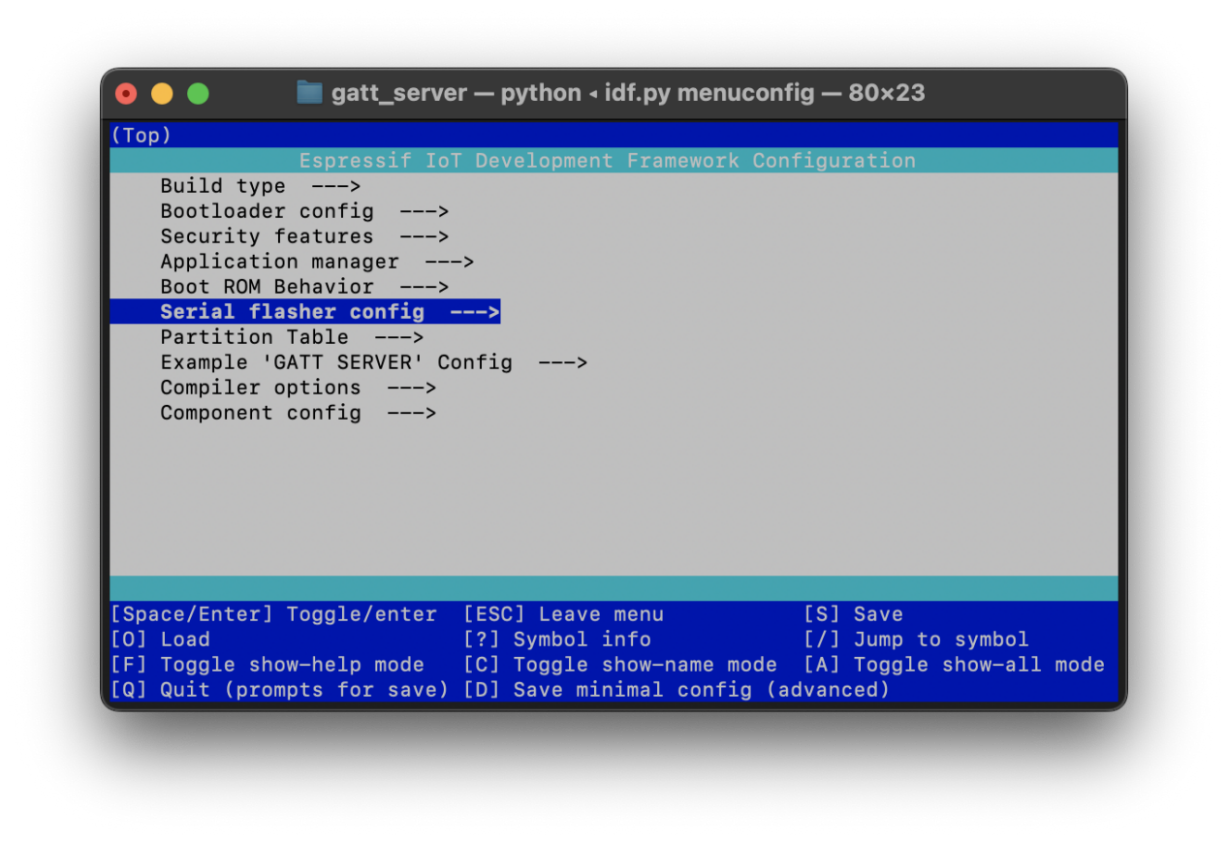 gatt_server — python ◂ idf.py menuconfig — 80×23
(Top)
Espressif IoT Development Framework Configuration
Build type  --->
Bootloader config  --->
Security features  --->
Application manager  --->
Boot ROM Behavior  --->
Serial flasher config  --->
Partition Table  --->
Example 'GATT SERVER' Config  --->
Compiler options  --->
Component config  --->
[Space/Enter] Toggle/enter  [ESC] Leave menu           [S] Save
[O] Load                    [?] Symbol info            [/] Jump to symbol
[F] Toggle show-help mode   [C] Toggle show-name mode  [A] Toggle show-all mode
[Q] Quit (prompts for save) [D] Save minimal config (advanced)